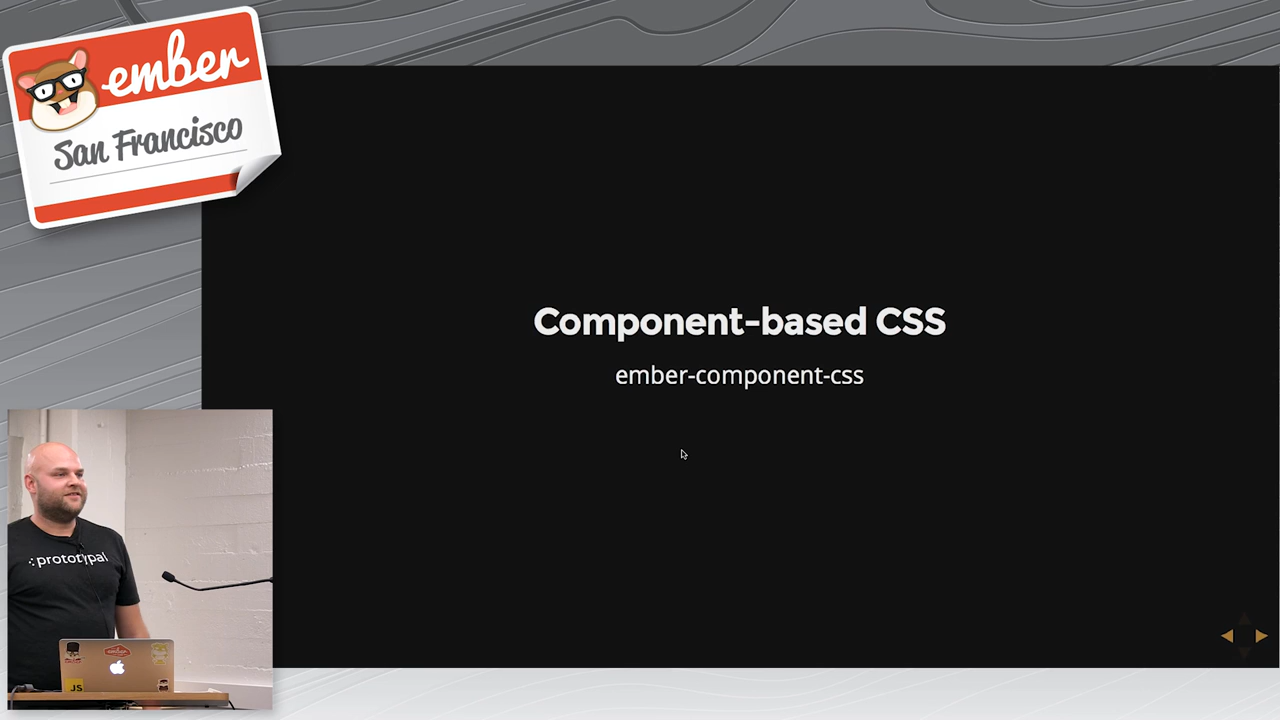 ember
San Francisco
Component-based CSS
ember-component-css
:prototypal
JS